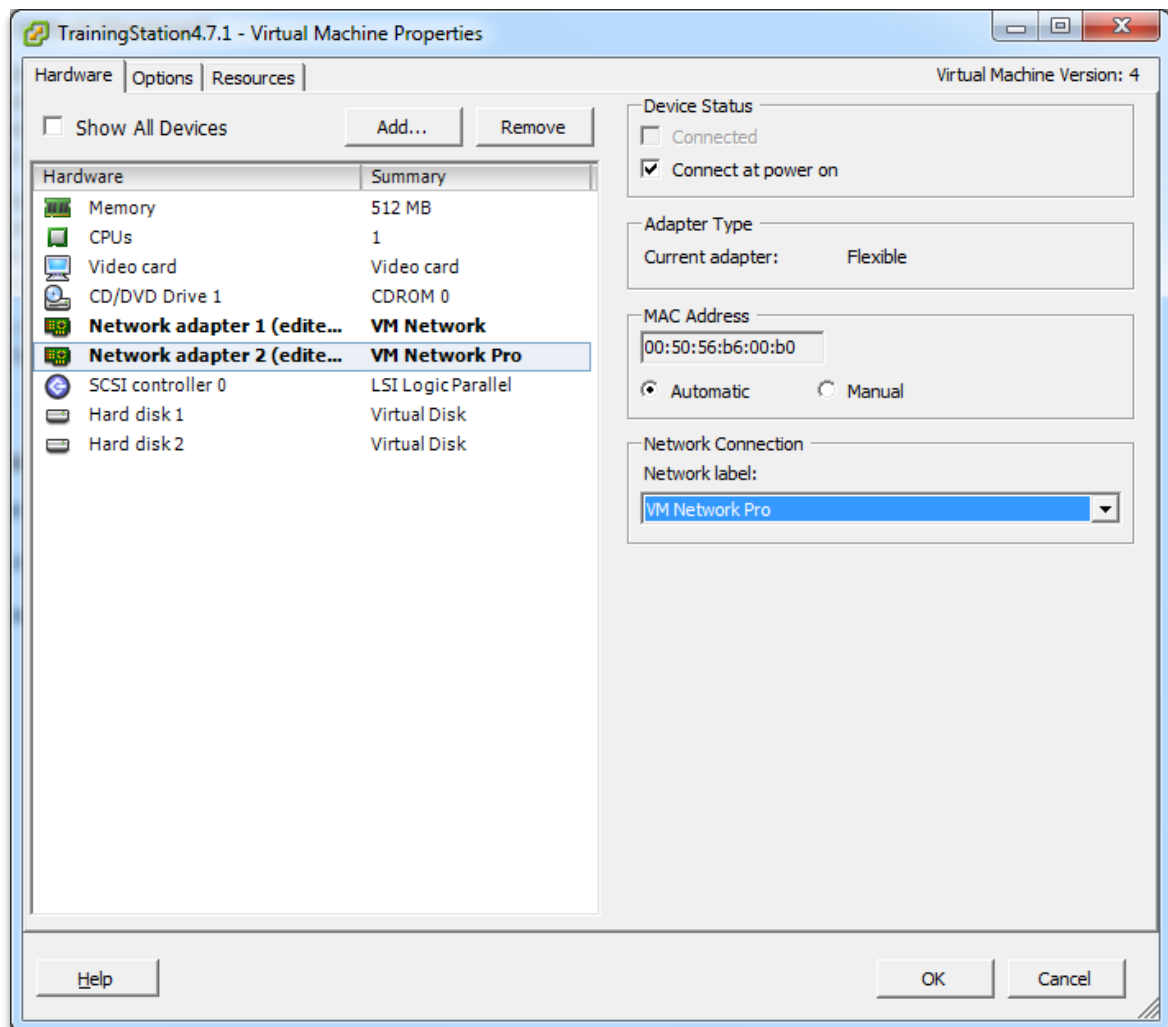 TrainingStation4.7.1 - Virtual Machine Properties
Hardware Options Resources Virtual Machine Version: 4
Show All Devices Add... Remove
Hardware Summary
Memory 512 MB
CPUs 1
Video card Video card
CD/DVD Drive 1 CDROM 0
Network adapter 1 (edite... VM Network
Network adapter 2 (edite... VM Network Pro
SCSI controller 0 LSI Logic Parallel
Hard disk 1 Virtual Disk
Hard disk 2 Virtual Disk
Device Status
Connected
Connect at power on
Adapter Type
Current adapter: Flexible
MAC Address
00:50:56:b6:00:b0
Automatic Manual
Network Connection
Network label:
VM Network Pro
Help OK Cancel